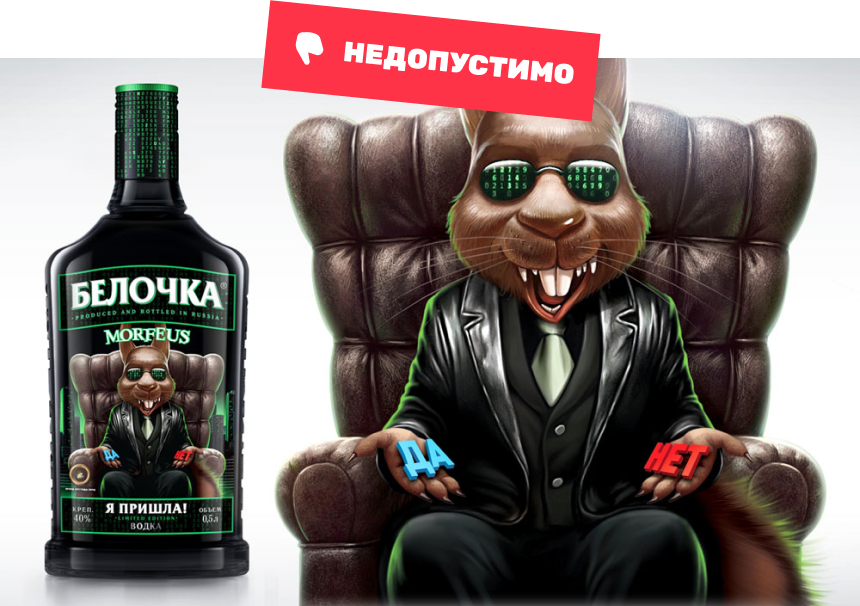 НЕДОПУСТИМО
БЕЛОЧКА®
•PRODUCED AND BOTTLED IN RUSSIA•
MORFEUS
ДА
НЕТ
КРЕП. 40%
Я ПРИШЛА!
•LIMITED EDITION•
ВОДКА
ОБЪЕМ 0,5л
ДА
НЕТ